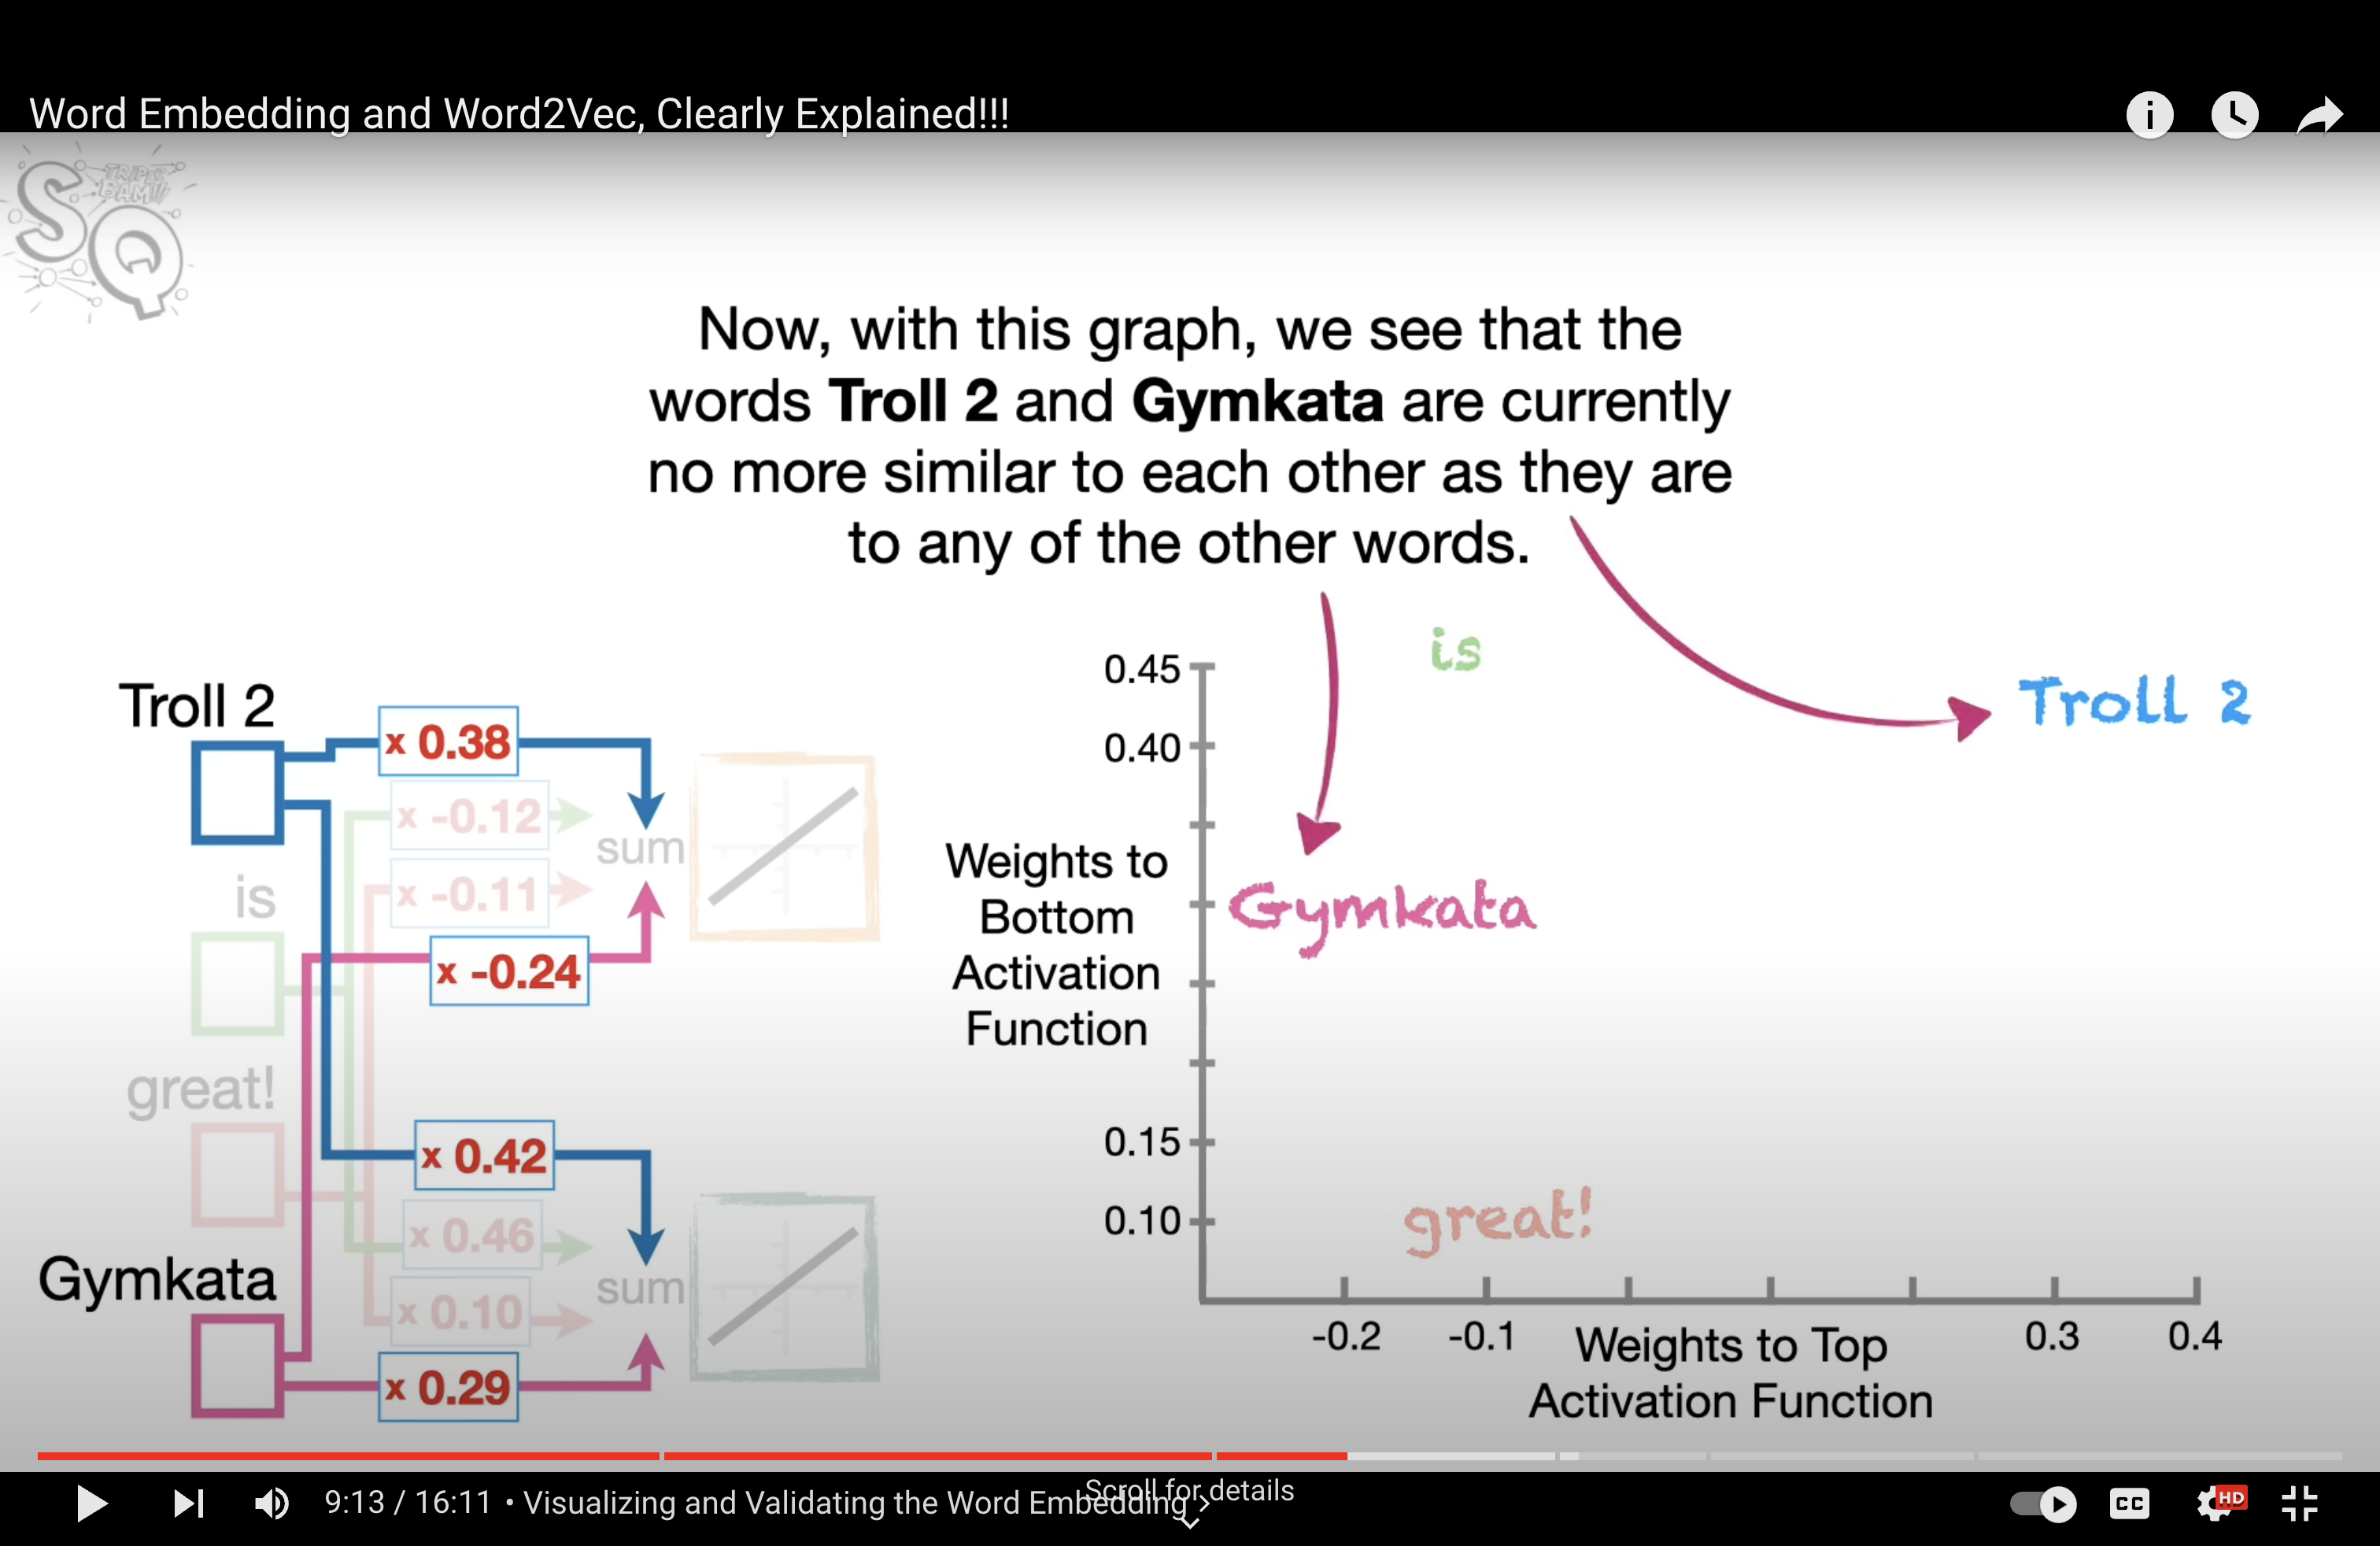 Word Embedding and Word2Vec, Clearly Explained!!!
TRIPLE
BAM!!!
SQ
Now, with this graph, we see that the
words Troll 2 and Gymkata are currently
no more similar to each other as they are
to any of the other words.
Troll 2
x 0.38
x -0.12
sum
x -0.11
is
x -0.24
great!
x 0.42
x 0.46
sum
Gymkata
x 0.10
x 0.29
is
0.45
Troll 2
0.40
Weights to
Bottom
Activation
Function
Gymkata
0.15
0.10
great!
-0.2
-0.1
0.3
0.4
Weights to Top
Activation Function
Scroll for details
9:13 / 16:11 • Visualizing and Validating the Word Embedding
CC
HD